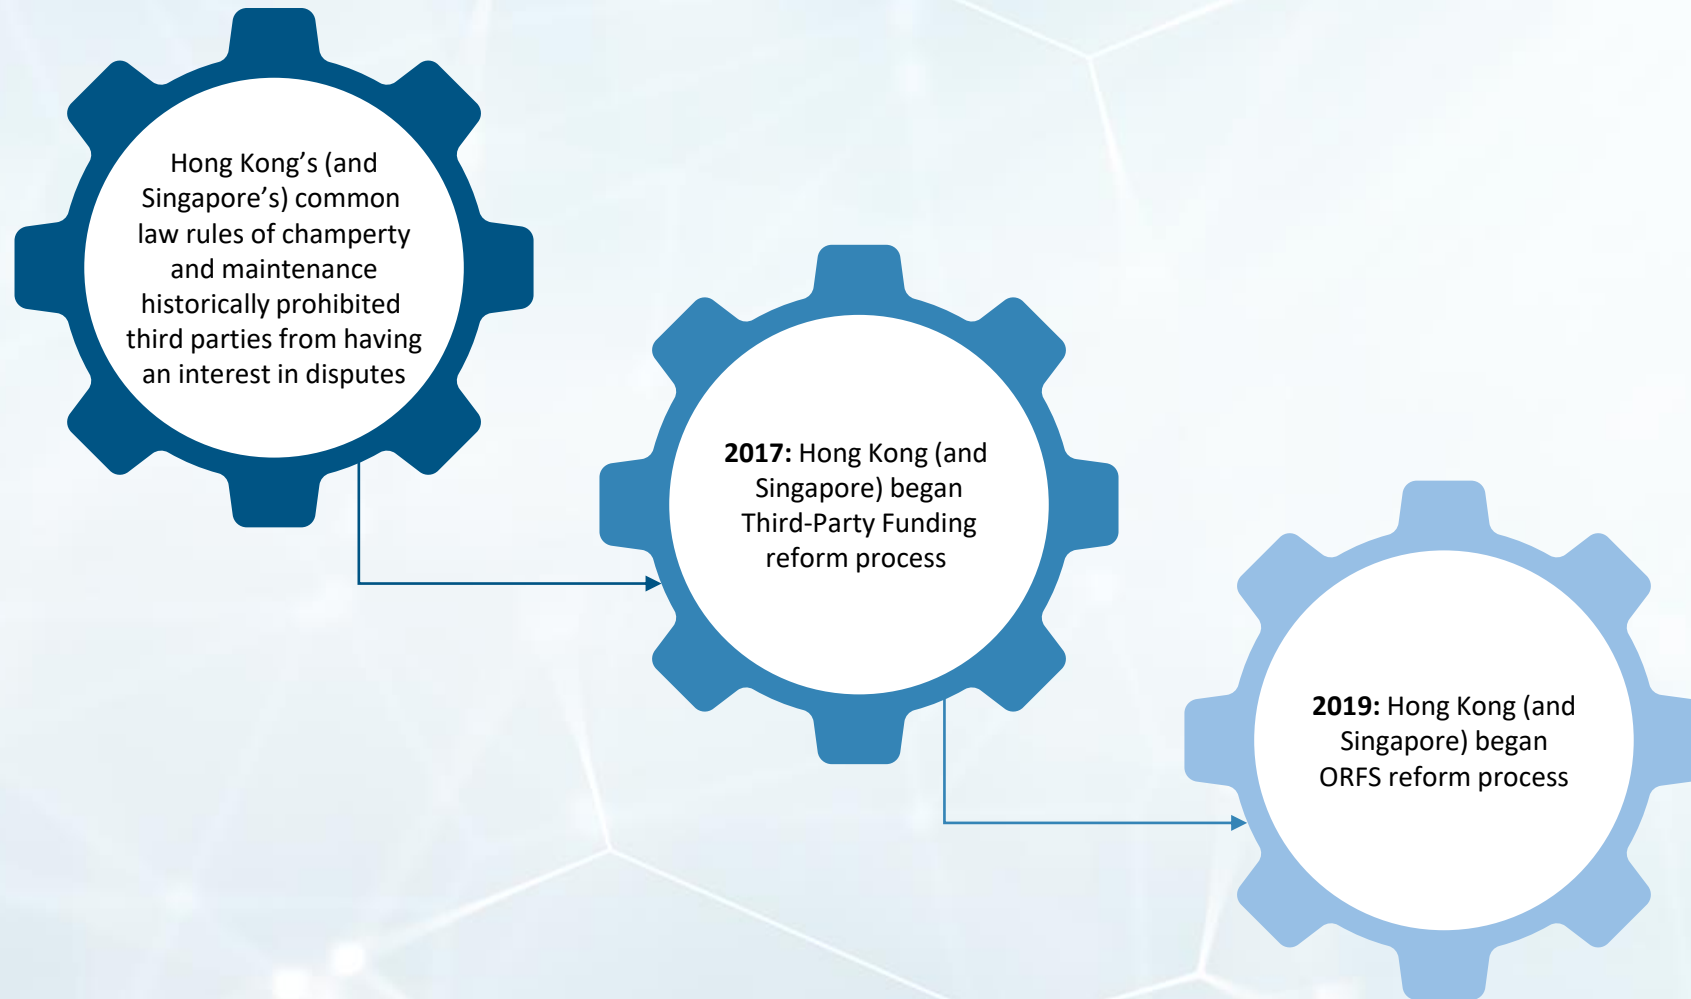 Hong Kong’s (and
Singapore’s) common
law rules of champerty
and maintenance
historically prohibited
third parties from having
an interest in disputes
2017: Hong Kong (and
Singapore) began
Third-Party Funding
reform process
2019: Hong Kong (and
Singapore) began
ORFS reform process